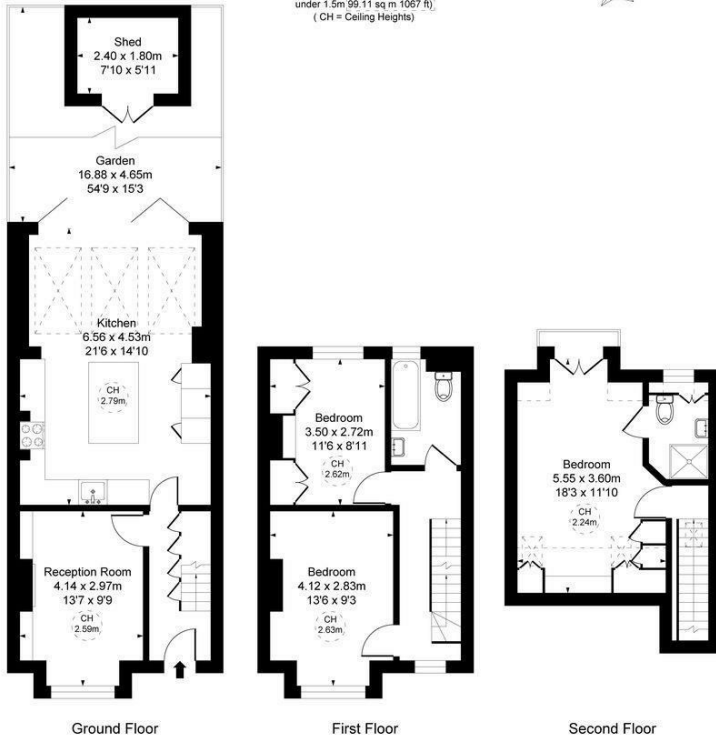 under 1.5m 99.11 sq m 1067 ft)
( CH = Ceiling Heights)
Shed
2.40 x 1.80m
7'10 x 5'11
Garden
16.88 x 4.65m
54'9 x 15'3
Kitchen
6.56 x 4.53m
21'6 x 14'10
CH
2.79m
Reception Room
4.14 x 2.97m
13'7 x 9'9
CH
2.59m
Ground Floor
Bedroom
3.50 x 2.72m
11'6 x 8'11
CH
2.62m
Bedroom
4.12 x 2.83m
13'6 x 9'3
CH
2.63m
First Floor
Bedroom
5.55 x 3.60m
18'3 x 11'10
CH
2.24m
Second Floor